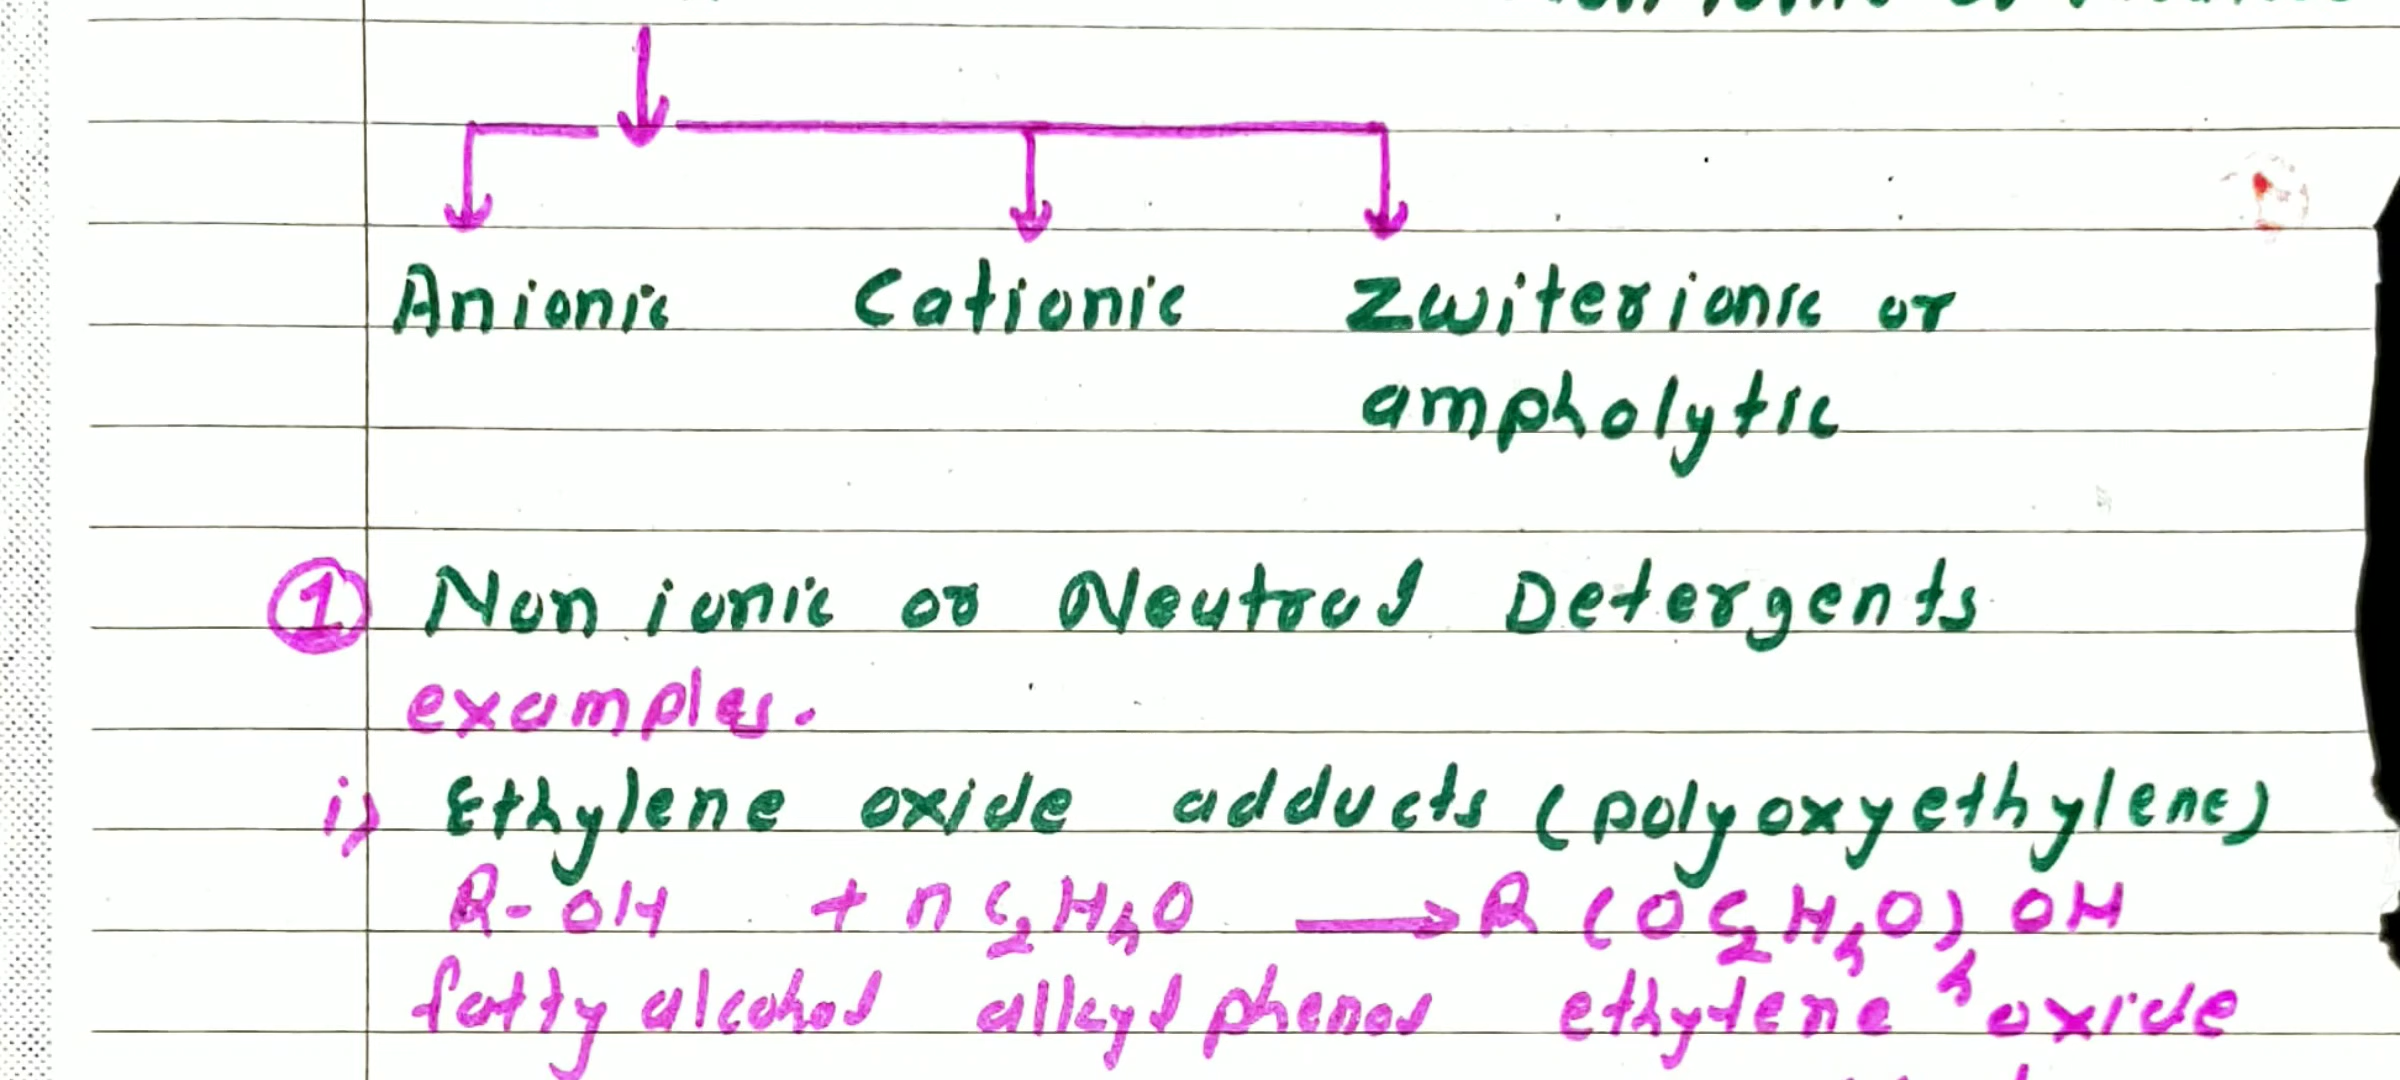 Anionic Cationic Zwiterionic or
ampholytic
① Non ionic or Neutral Detergents
examples.
i) Ethylene oxide adducts (polyoxyethylene)
R-OH + n C₂H₄O ⟶ R (OC₂H₄O)ₕ OH
fatty alcohol alkyl phenol ethylene oxide